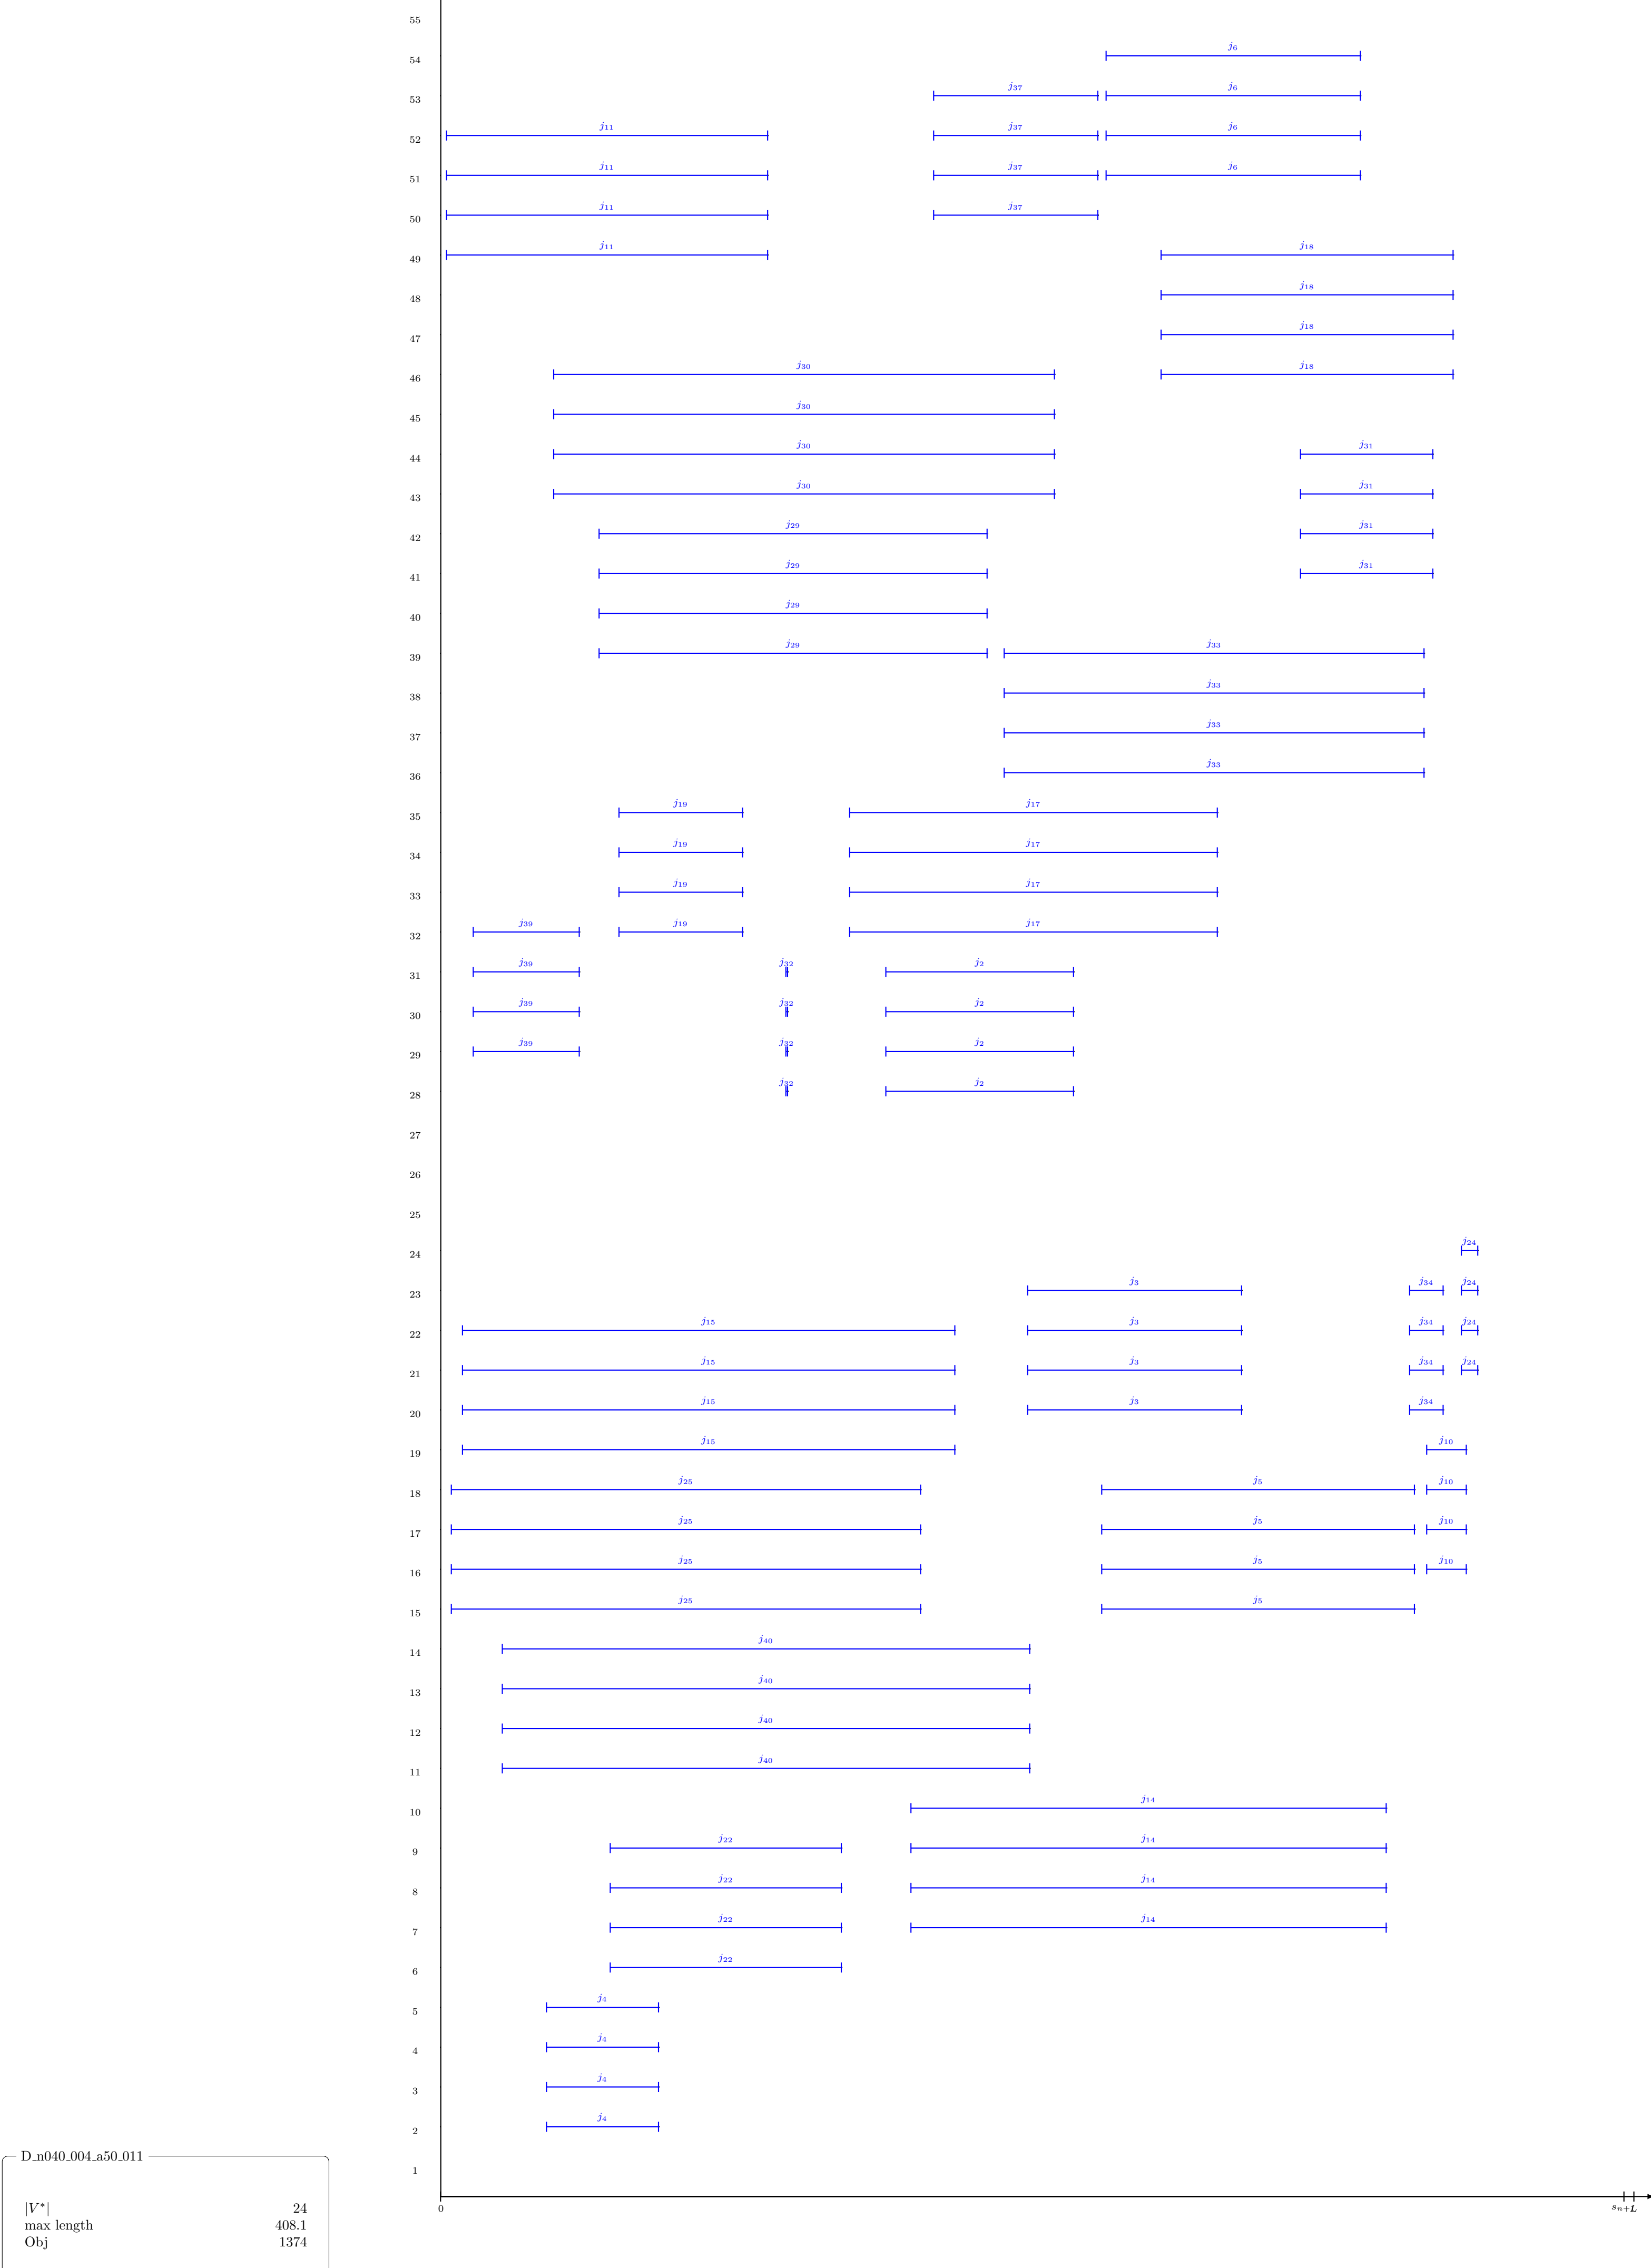 55
j6
54
j37 j6
53
j11 j37 j6
52
j11 j37 j6
51
j11 j37
50
j11 j18
49
j18
48
j18
47
j30 j18
46
j30
45
j30 j31
44
j30 j31
43
j29 j31
42
j29 j31
41
j29
40
j29 j33
39
j33
38
j33
37
j33
36
j19 j17
35
j19 j17
34
j19 j17
33
j39 j19 j17
32
j39 j32 j2
31
j39 j32 j2
30
j39 j32 j2
29
j32 j2
28
27
26
25
j24
24
j3 j34 j24
23
j15 j3 j34 j24
22
j15 j3 j34 j24
21
j15 j3 j34
20
j15 j10
19
j25 j5 j10
18
j25 j5 j10
17
j25 j5 j10
16
j25 j5
15
j40
14
j40
13
j40
12
j40
11
j14
10
j22 j14
9
j22 j14
8
j22 j14
7
j22
6
j4
5
j4
4
j4
3
j4
2
1
0
D_n040_004_a50_011
|V*| 24
max length 408.1
Obj 1374